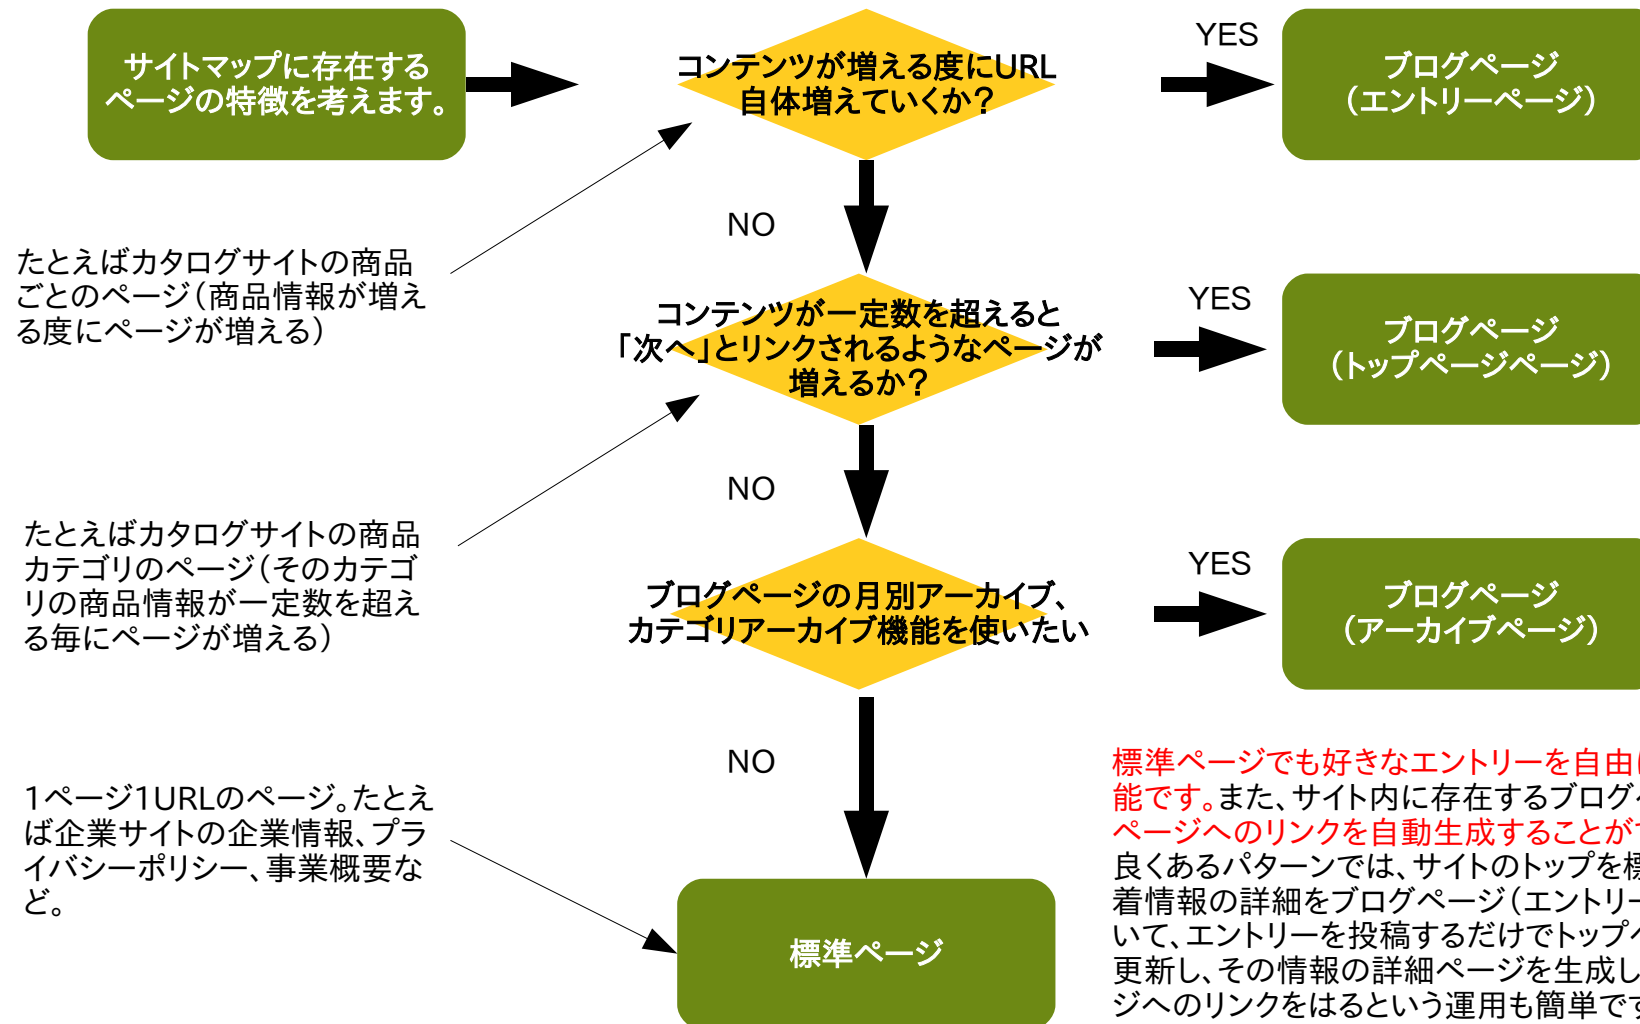 サイトマップに存在する
ページの特徴を考えます。
コンテンツが増える度にURL
自体増えていくか？
YES
ブログページ
（エントリーページ）
NO
たとえばカタログサイトの商品
ごとのページ（商品情報が増え
る度にページが増える）
コンテンツが一定数を超えると
「次へ」とリンクされるようなページが
増えるか？
YES
ブログページ
（トップページページ）
NO
たとえばカタログサイトの商品
カテゴリのページ（そのカテゴ
リの商品情報が一定数を超え
る毎にページが増える）
ブログページの月別アーカイブ、
カテゴリアーカイブ機能を使いたい
YES
ブログページ
（アーカイブページ）
NO
1ページ1URLのページ。たとえ
ば企業サイトの企業情報、プラ
イバシーポリシー、事業概要な
ど。
標準ページ
標準ページでも好きなエントリーを自由に
能です。また、サイト内に存在するブログ
ページへのリンクを自動生成することが
良くあるパターンでは、サイトのトップを標
着情報の詳細をブログページ（エントリー
いて、エントリーを投稿するだけでトップ
更新し、その情報の詳細ページを生成し
ジへのリンクをはるという運用も簡単です